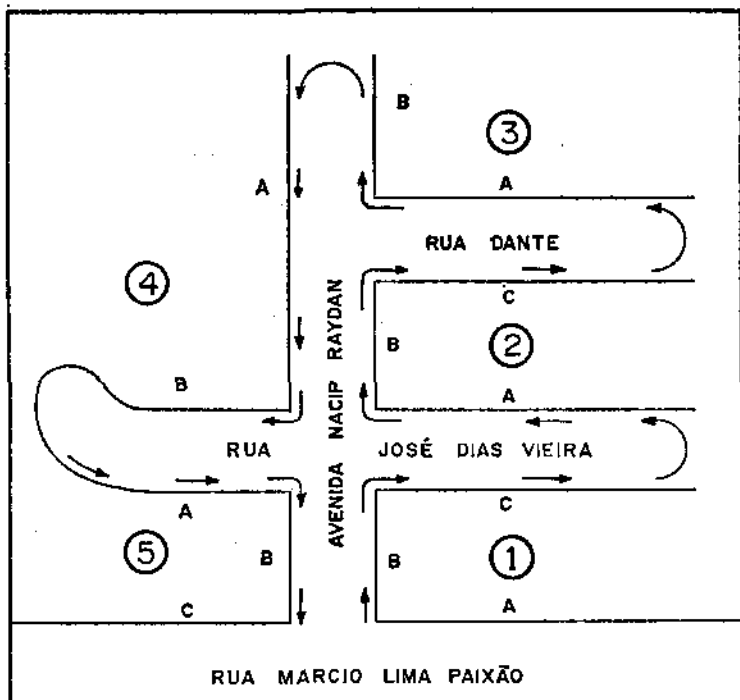 B
3
A
A
RUA DANTE
4
C
B
2
AVENIDA NACIP RAYDAN
B
A
RUA JOSÉ DIAS VIEIRA
A
C
5
B
B
1
C
A
RUA MARCIO LIMA PAIXÃO